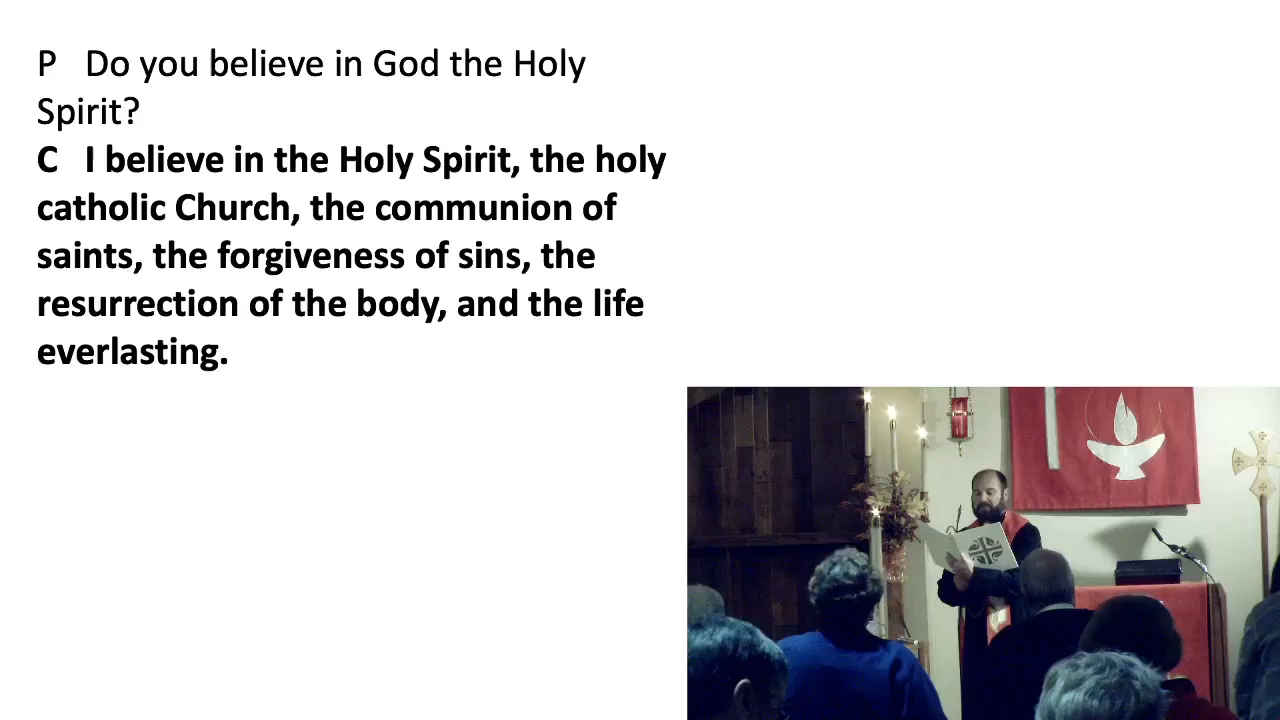 P   Do you believe in God the Holy
Spirit?
C   I believe in the Holy Spirit, the holy
catholic Church, the communion of
saints, the forgiveness of sins, the
resurrection of the body, and the life
everlasting.